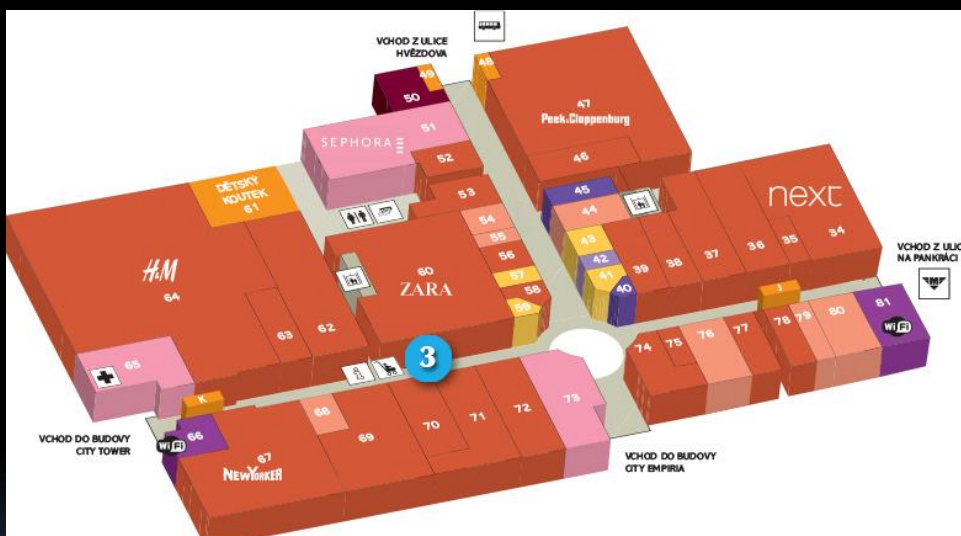 VCHOD Z ULICE
HVĚZDOVA
48
49
50
47
Peek&Cloppenburg
51
SEPHORA
52
46
45
DĚTSKÝ
KOUTEK
61
53
44
next
54
43
55
39
38
37
36
35
34
56
42
VCHOD Z ULIC
NA PANKRÁCI
M
H&M
64
60
ZARA
57
41
40
58
59
J
81
WiFi
63
62
3
80
79
78
77
76
75
74
65
i
K
73
72
71
70
68
69
VCHOD DO BUDOVY
CITY TOWER
WiFi
66
67
NEWYORKER
VCHOD DO BUDOVY
CITY EMPIRIA